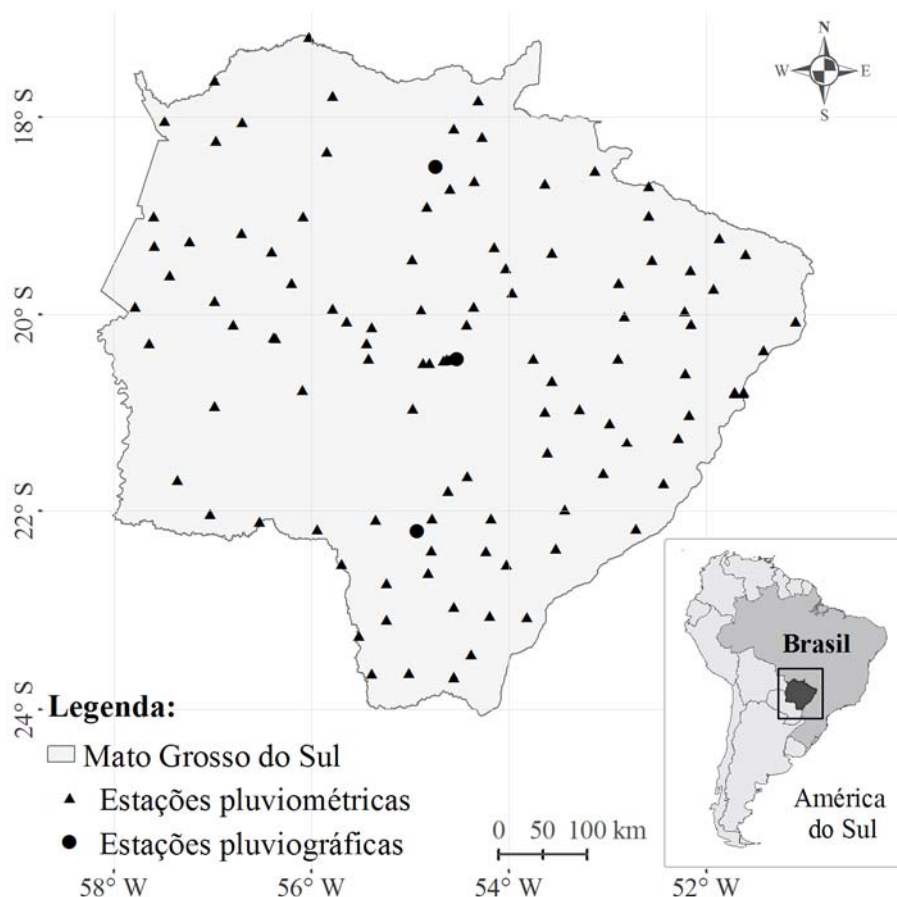 N
W E
S
18° S
20° S
22° S
24° S
Brasil
América
do Sul
Legenda:
Mato Grosso do Sul
Estações pluviométricas
Estações pluviográficas
0 50 100 km
58° W 56° W 54° W 52° W